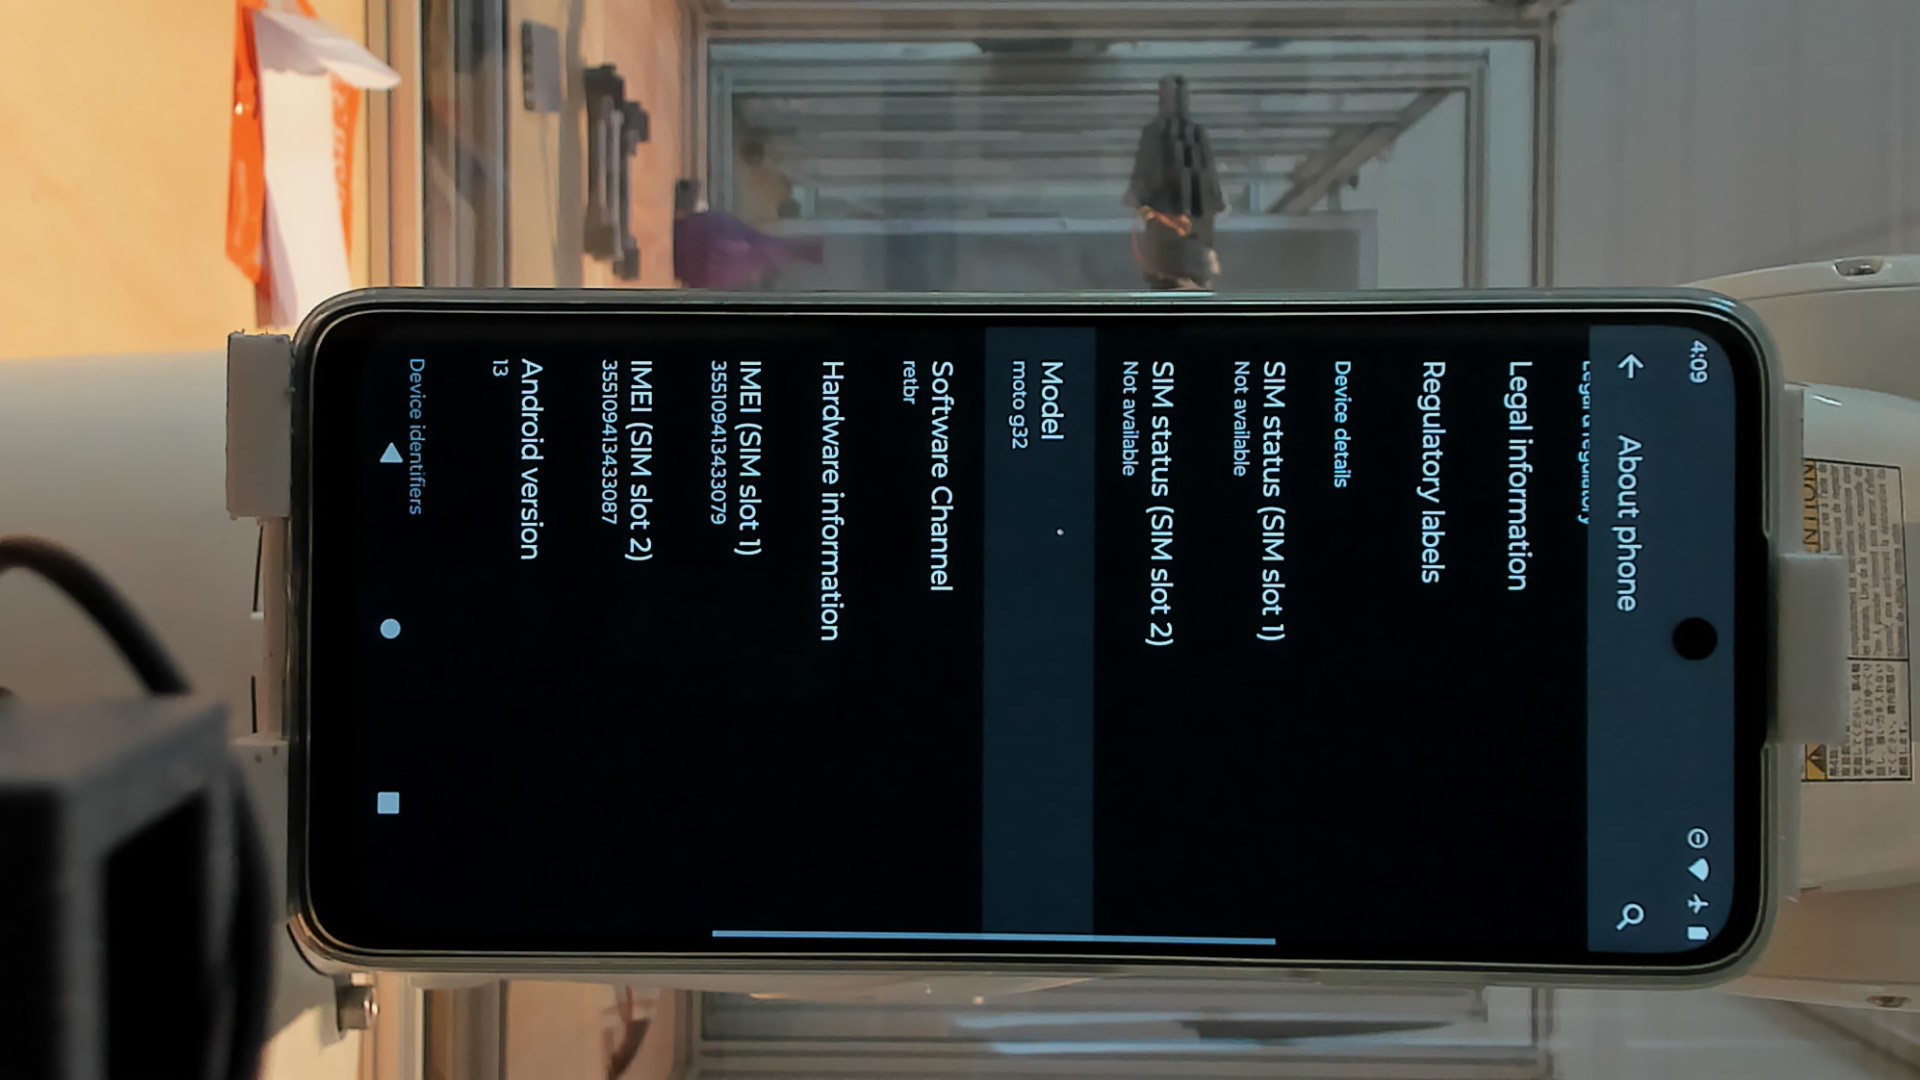 4:09
About phone
Legal & regulatory
Legal information
Regulatory labels
Device details
SIM status (SIM slot 1)
Not available
SIM status (SIM slot 2)
Not available
Model
moto g32
Software Channel
retbr
Hardware information
IMEI (SIM slot 1)
355109413433079
IMEI (SIM slot 2)
355109413433087
Android version
13
Device identifiers